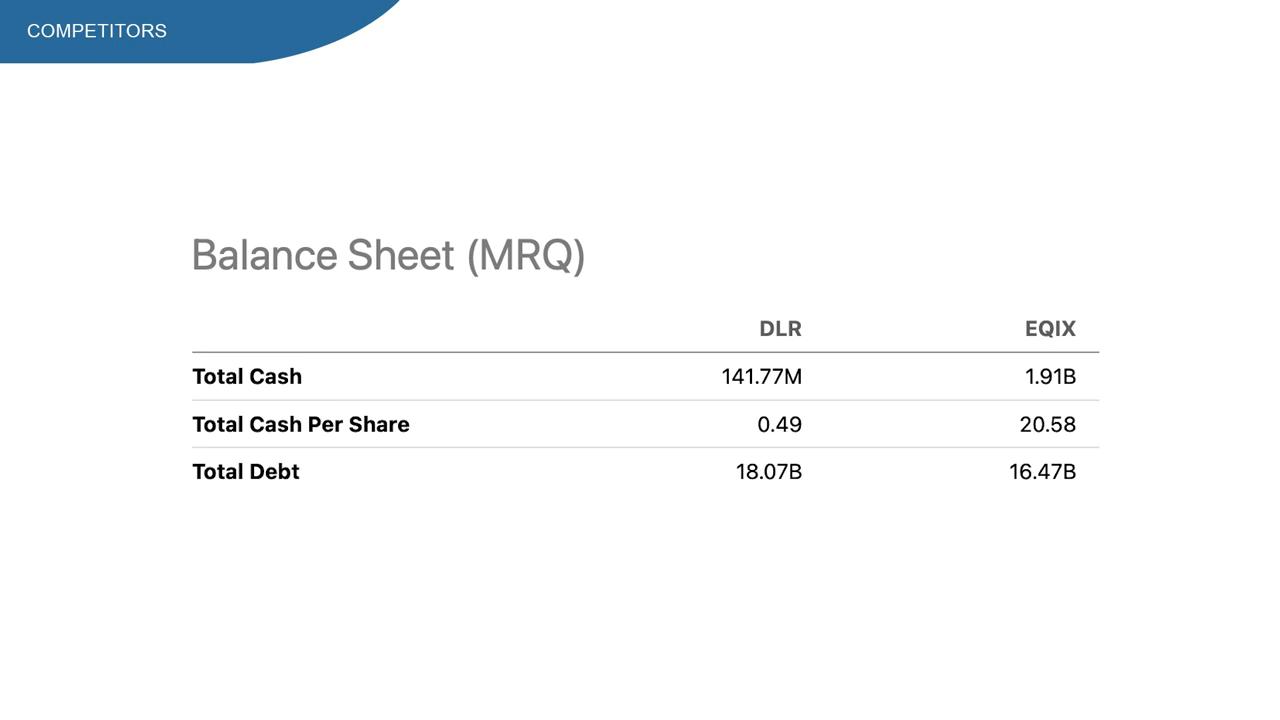 COMPETITORS
Balance Sheet (MRQ)
DLR EQIX
Total Cash 141.77M 1.91B
Total Cash Per Share 0.49 20.58
Total Debt 18.07B 16.47B